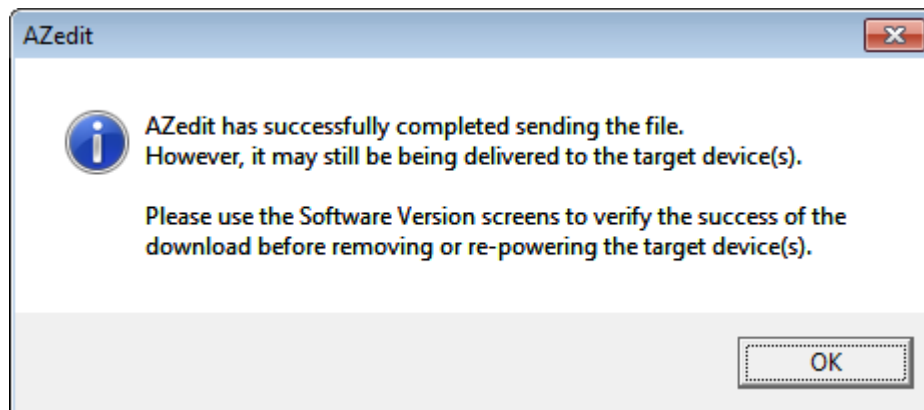 AZedit
AZedit has successfully completed sending the file.
However, it may still be being delivered to the target device(s).
Please use the Software Version screens to verify the success of the
download before removing or re-powering the target device(s).
OK